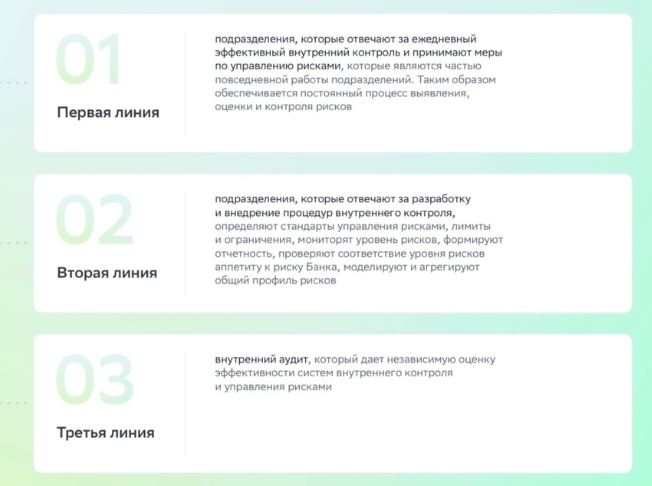 01
Первая линия
подразделения, которые отвечают за ежедневный
эффективный внутренний контроль и принимают меры
по управлению рисками, которые являются частью
повседневной работы подразделений. Таким образом
обеспечивается постоянный процесс выявления,
оценки и контроля рисков
02
Вторая линия
подразделения, которые отвечают за разработку
и внедрение процедур внутреннего контроля,
определяют стандарты управления рисками, лимиты
и ограничения, мониторят уровень рисков, формируют
отчетность, проверяют соответствие уровня рисков
аппетиту к риску Банка, моделируют и агрегируют
общий профиль рисков
03
Третья линия
внутренний аудит, который дает независимую оценку
эффективности систем внутреннего контроля
и управления рисками